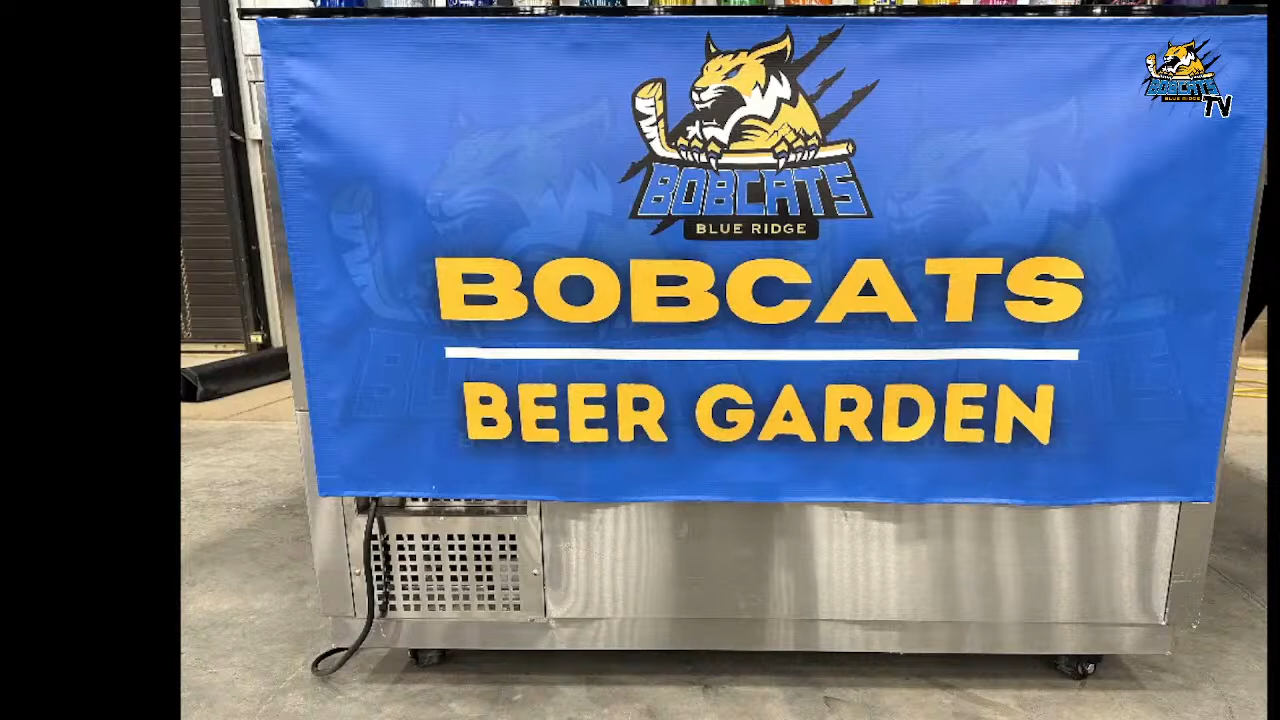 BOBCATS
BLUE RIDGE
BOBCATS
BEER GARDEN
BOBCATS
BLUE RIDGE
TV